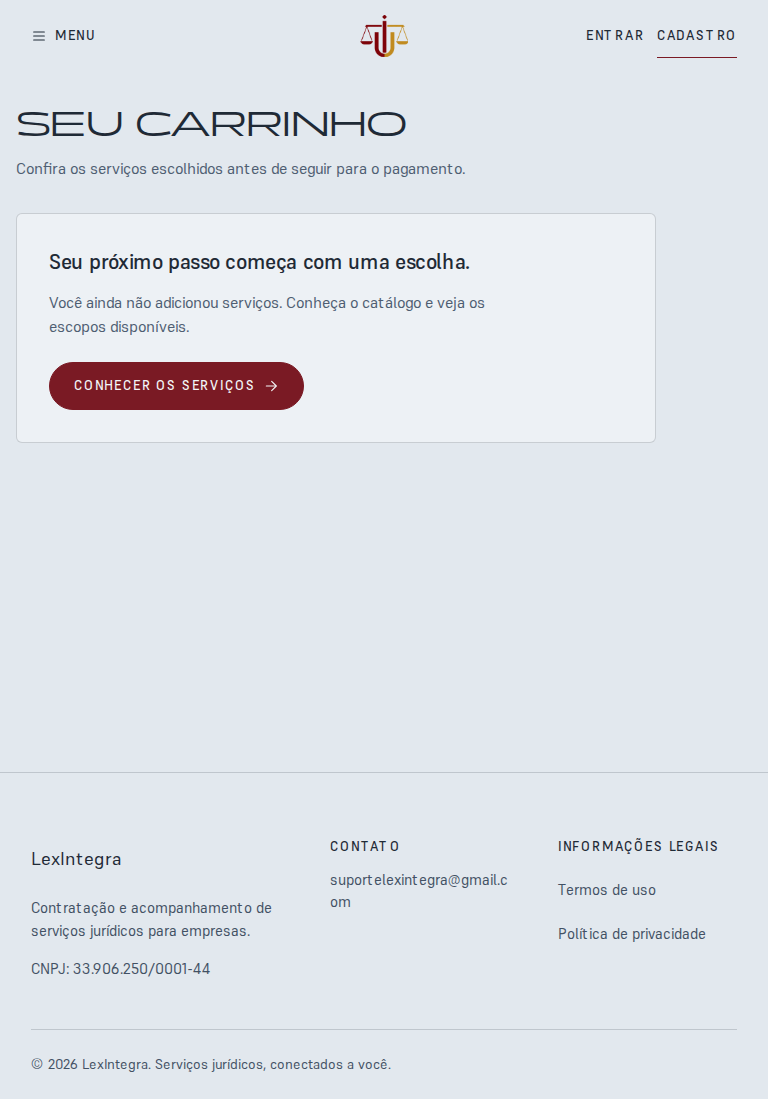 MENU
ENTRAR CADASTRO
SEU CARRINHO
Confira os serviços escolhidos antes de seguir para o pagamento.
Seu próximo passo começa com uma escolha.
Você ainda não adicionou serviços. Conheça o catálogo e veja os
escopos disponíveis.
CONHECER OS SERVIÇOS →
LexIntegra
Contratação e acompanhamento de
serviços jurídicos para empresas.
CNPJ: 33.906.250/0001-44
CONTATO
suportelexintegra@gmail.c
om
INFORMAÇÕES LEGAIS
Termos de uso
Política de privacidade
© 2026 LexIntegra. Serviços jurídicos, conectados a você.